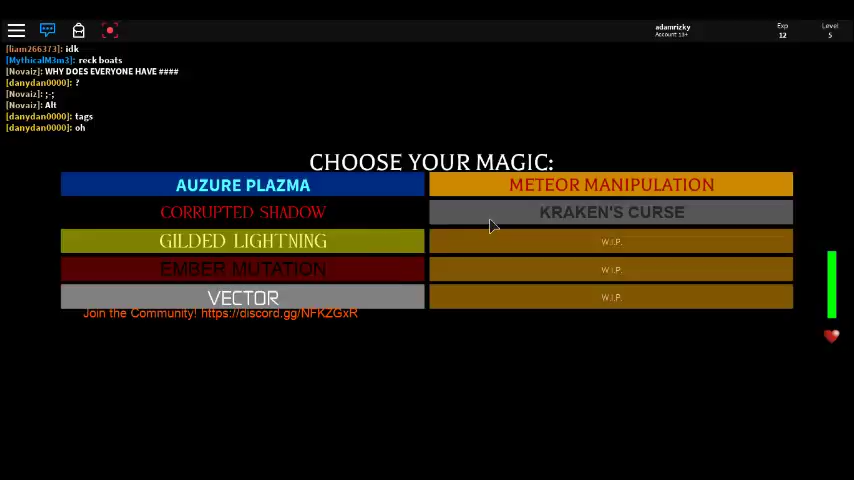 adamrizky
Account 13+
Exp
12
Level
5
[liam266373]: idk
[MythicalM3m3]: reck boats
[Novaiz]: WHY DOES EVERYONE HAVE ####
[danydan0000]: ?
[Novaiz]: ;-;
[Novaiz]: Alt
[danydan0000]: tags
[danydan0000]: oh
CHOOSE YOUR MAGIC:
AUZURE PLAZMA
METEOR MANIPULATION
CORRUPTED SHADOW
KRAKEN'S CURSE
GILDED LIGHTNING
W.I.P.
EMBER MUTATION
W.I.P.
VECTOR
W.I.P.
Join the Community! https://discord.gg/NFKZGxR